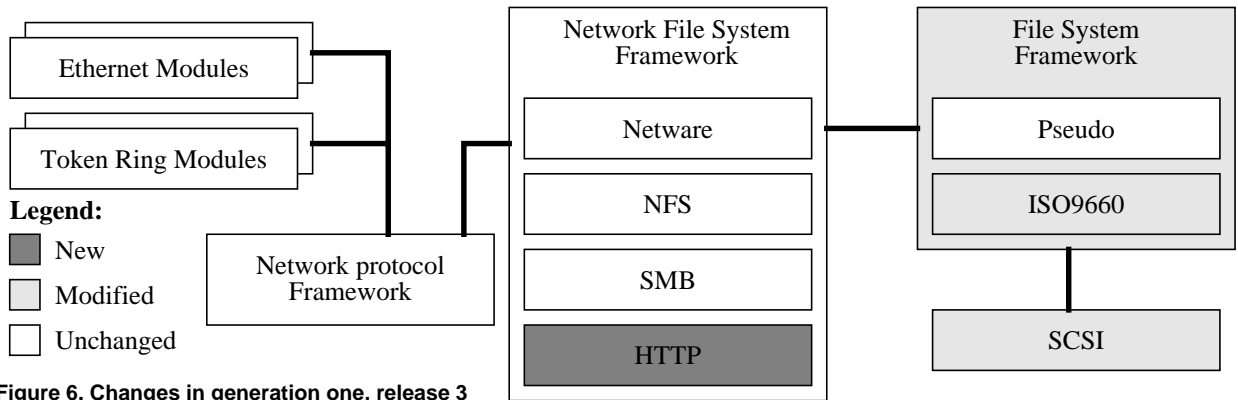 Ethernet Modules
Token Ring Modules
Legend:
New
Modified
Unchanged
Network protocol
Framework
Network File System
Framework
Netware
NFS
SMB
HTTP
File System
Framework
Pseudo
ISO9660
SCSI
Figure 6. Changes in generation one, release 3